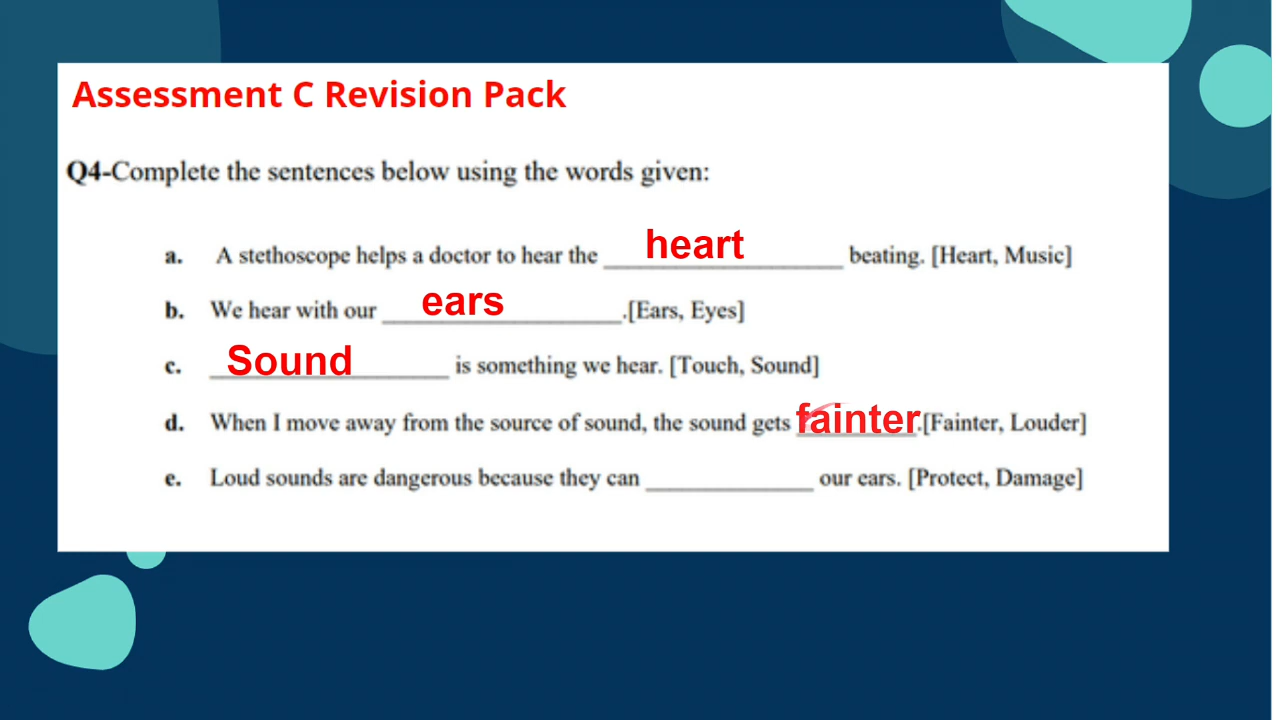 Assessment C Revision Pack
Q4-Complete the sentences below using the words given:
a. A stethoscope helps a doctor to hear the heart beating. [Heart, Music]
b. We hear with our ears .[Ears, Eyes]
c. Sound is something we hear. [Touch, Sound]
d. When I move away from the source of sound, the sound gets fainter.[Fainter, Louder]
e. Loud sounds are dangerous because they can ____________ our ears. [Protect, Damage]